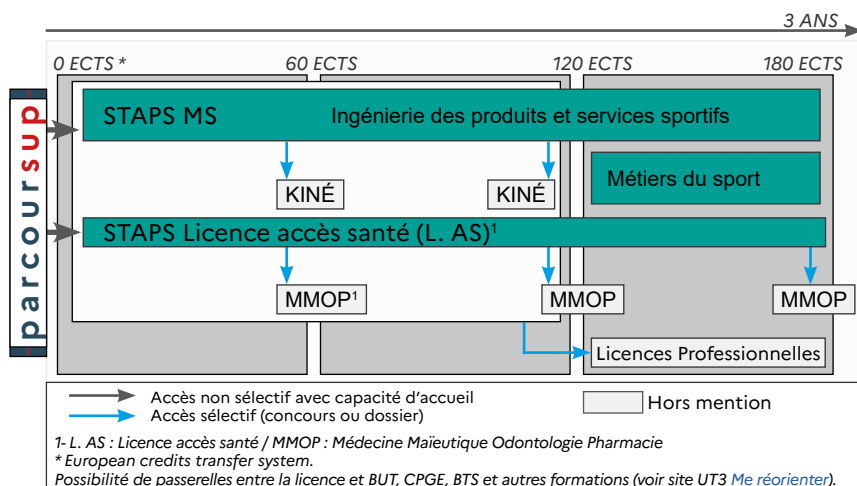 3 ANS
0 ECTS *
60 ECTS
120 ECTS
180 ECTS
parcoursup
STAPS MS
Ingénierie des produits et services sportifs
KINÉ
KINÉ
Métiers du sport
STAPS Licence accès santé (L. AS)¹
MMOP¹
MMOP
MMOP
Licences Professionnelles
Accès non sélectif avec capacité d'accueil
Accès sélectif (concours ou dossier)
Hors mention
1- L. AS : Licence accès santé / MMOP : Médecine Maïeutique Odontologie Pharmacie
* European credits transfer system.
Possibilité de passerelles entre la licence et BUT, CPGE, BTS et autres formations (voir site UT3 Me réorienter).